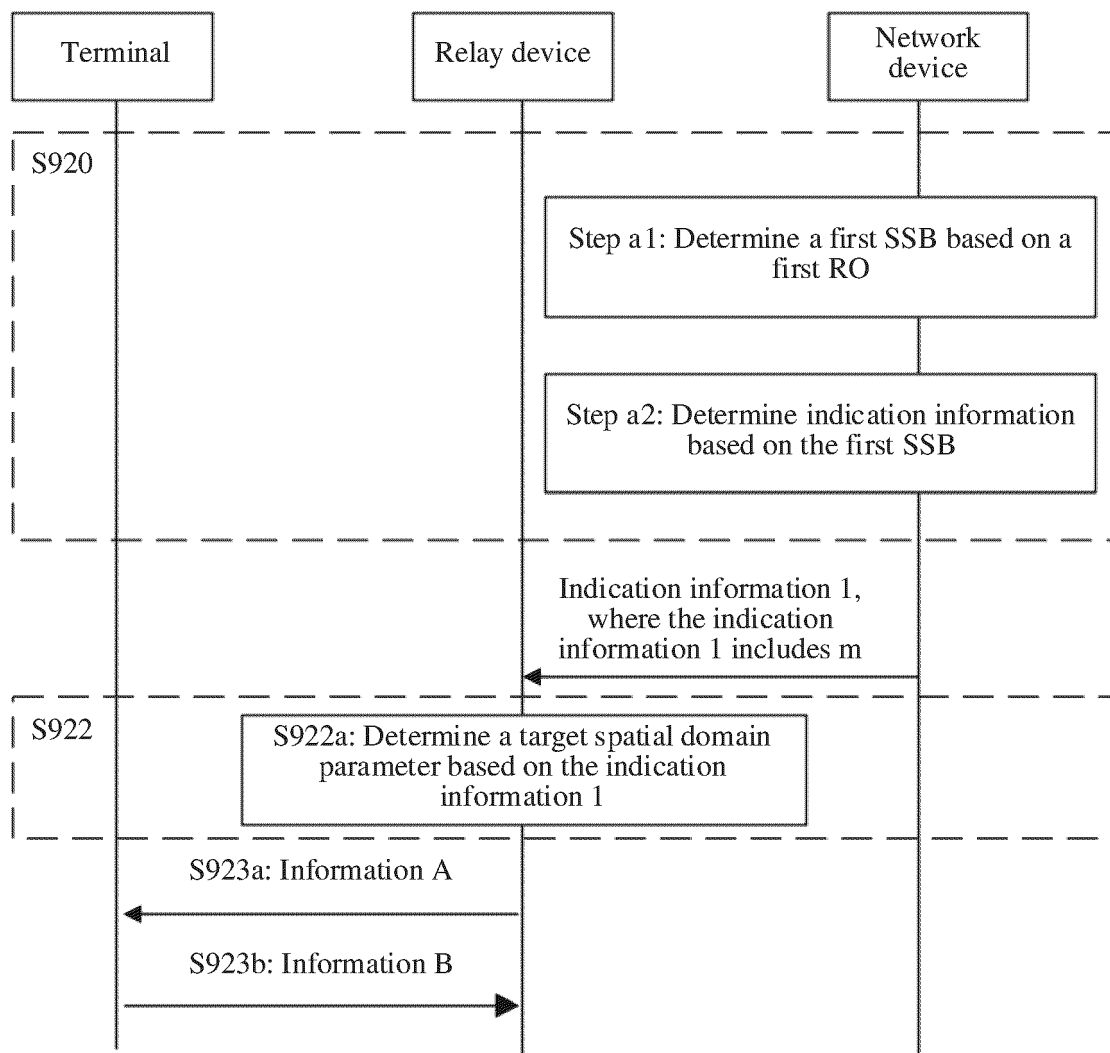 Terminal
Relay device
Network
device
S920
Step a1: Determine a first SSB based on a
first RO
Step a2: Determine indication information
based on the first SSB
Indication information 1,
where the indication
information 1 includes m
S922
S922a: Determine a target spatial domain
parameter based on the indication
information 1
S923a: Information A
S923b: Information B